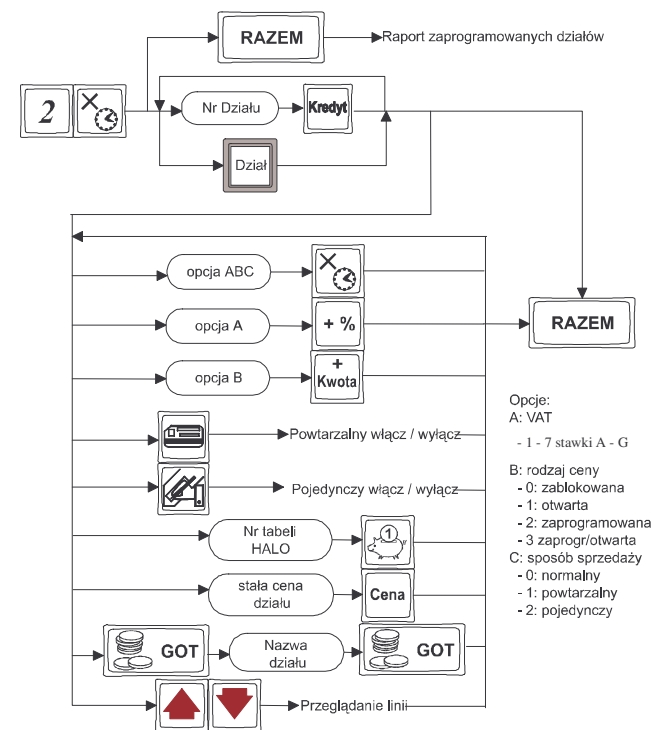 RAZEM
Raport zaprogramowanych działów
2
Nr Działu
Kredyt
Dział
opcja ABC
opcja A
+ %
opcja B
+
Kwota
RAZEM
Powtarzalny włącz / wyłącz
Pojedynczy włącz / wyłącz
Nr tabeli
HALO
1
stała cena
działu
Cena
GOT
Nazwa
działu
GOT
Przeglądanie linii
Opcje:
A: VAT
- 1 - 7 stawki A - G
B: rodzaj ceny
- 0: zablokowana
- 1: otwarta
- 2: zaprogramowana
- 3 zaprogr/otwarta
C: sposób sprzedaży
- 0: normalny
- 1: powtarzalny
- 2: pojedynczy